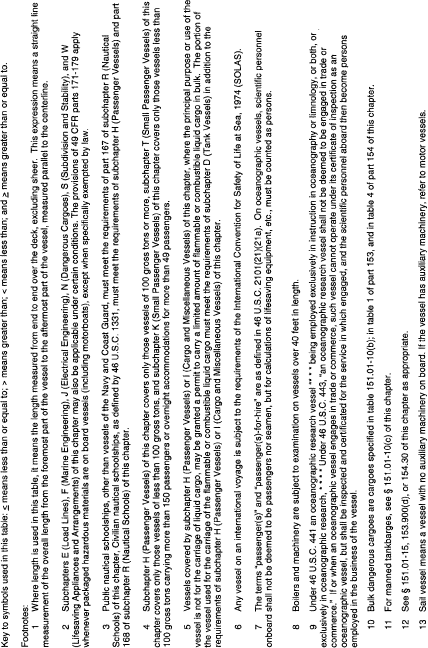 Key to symbols used in this table: ≤ means less than or equal to; > means greater than; < means less than, and ≥ means greater than or equal to.
Footnotes:
1 Where length is used in this table, it means the length measured from end to end over the deck, excluding sheer. This expression means a straight line
measurement of the overall length from the foremost part of the vessel to the aftermost part of the vessel, measured parallel to the centerline.
2 Subchapters E (Load Lines), F (Marine Engineering), J (Electrical Engineering), N (Dangerous Cargoes), S (Subdivision and Stability), and W
(Lifesaving Appliances and Arrangements) of this chapter may also be applicable under certain conditions. The provisions of 49 CFR parts 171-179 apply
whenever packaged hazardous materials are on board vessels (including motorboats), except when specifically exempted by law.
3 Public nautical schoolships, other than vessels of the Navy and Coast Guard, must meet the requirements of part 167 of subchapter R (Nautical
Schools) of this chapter. Civilian nautical schoolships, as defined by 46 U.S.C. 1331, must meet the requirements of subchapter H (Passenger Vessels) and part
168 of subchapter R (Nautical Schools) of this chapter.
4 Subchapter H (Passenger Vessels) of this chapter covers only those vessels of 100 gross tons or more, subchapter T (Small Passenger Vessels) of this
chapter covers only those vessels of less than 100 gross tons, and subchapter K (Small Passenger Vessels) of this chapter covers only those vessels less than
100 gross tons carrying more than 150 passengers or overnight accommodations for more than 49 passengers.
5 Vessels covered by subchapter H (Passenger Vessels) or I (Cargo and Miscellaneous Vessels) of this chapter, where the principal purpose or use of the
vessel is not for the carriage of liquid cargo, may be granted a permit to carry a limited amount of flammable or combustible liquid cargo in bulk. The portion of
the vessel used for the carriage of the flammable or combustible liquid cargo must meet the requirements of subchapter D (Tank Vessels) in addition to the
requirements of subchapter H (Passenger Vessels) or I (Cargo and Miscellaneous Vessels) of this chapter.
6 Any vessel on an international voyage is subject to the requirements of the International Convention for Safety of Life at Sea, 1974 (SOLAS).
7 The terms "passenger(s)" and "passenger(s)-for-hire" are as defined in 46 U.S.C. 2101(21)(21a). On oceanographic vessels, scientific personnel
onboard shall not be deemed to be passengers nor seamen, but for calculations of lifesaving equipment, etc., must be counted as persons.
8 Boilers and machinery are subject to examination on vessels over 40 feet in length.
9 Under 46 U.S.C. 441 an oceanographic research vessel "* * * being employed exclusively in instruction in oceanography or limnology, or both, or
exclusively in oceanographic research, * * *." Under 46 U.S.C. 443, "an oceanographic research vessel shall not be deemed to be engaged in trade or
commerce." If or when an oceanographic vessel engages in trade or commerce, such vessel cannot operate under its certificate of inspection as an
oceanographic vessel, but shall be inspected and certificated for the service in which engaged, and the scientific personnel aboard then become persons
employed in the business of the vessel.
10 Bulk dangerous cargoes are cargoes specified in table 151.01-10(b); in table 1 of part 153, and in table 4 of part 154 of this chapter.
11 For manned tankbarges, see § 151.01-10(c) of this chapter.
12 See § 151.01-15, 153.900(d), or 154.30 of this chapter as appropriate.
13 Sail vessel means a vessel with no auxiliary machinery on board. If the vessel has auxiliary machinery, refer to motor vessels.